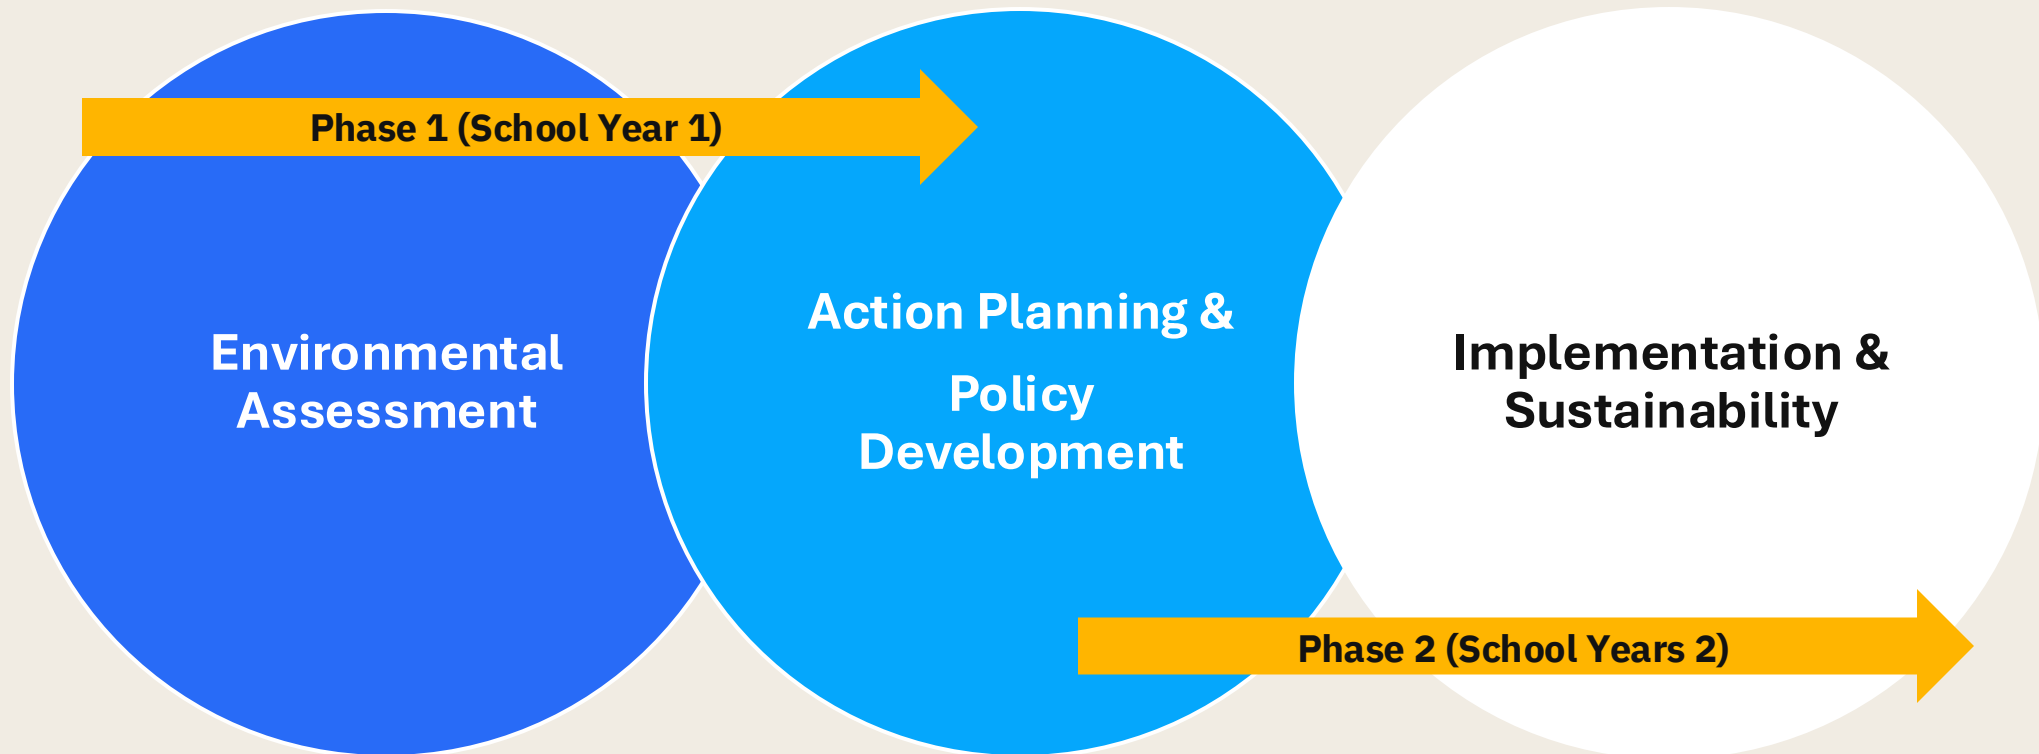 Phase 1 (School Year 1)
Environmental
Assessment
Action Planning &
Policy
Development
Implementation &
Sustainability
Phase 2 (School Years 2)